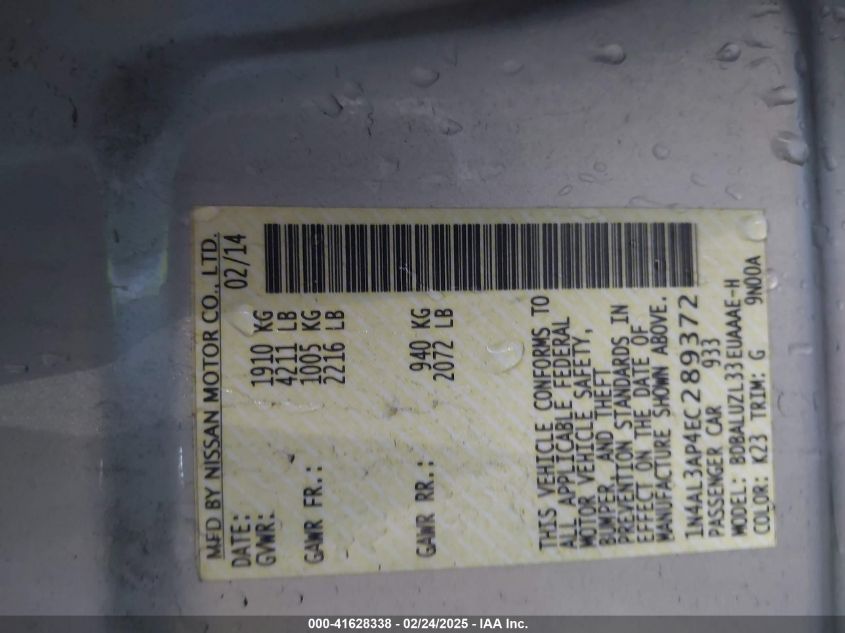 MFD BY NISSAN MOTOR CO., LTD.
DATE: 02/14
GVWR: 1910 KG
4211 LB
GAWR FR.: 1005 KG
2216 LB
GAWR RR.: 940 KG
2072 LB
THIS VEHICLE CONFORMS TO
ALL APPLICABLE FEDERAL
MOTOR VEHICLE SAFETY,
BUMPER, AND THEFT
PREVENTION STANDARDS IN
EFFECT ON THE DATE OF
MANUFACTURE SHOWN ABOVE.
1N4AL3AP4EC289372
PASSENGER CAR 933
MODEL: BDBALUZL33EUAAAE-H
COLOR: K23 TRIM: G 9N00A
000-41628338 - 02/24/2025 - IAA Inc.